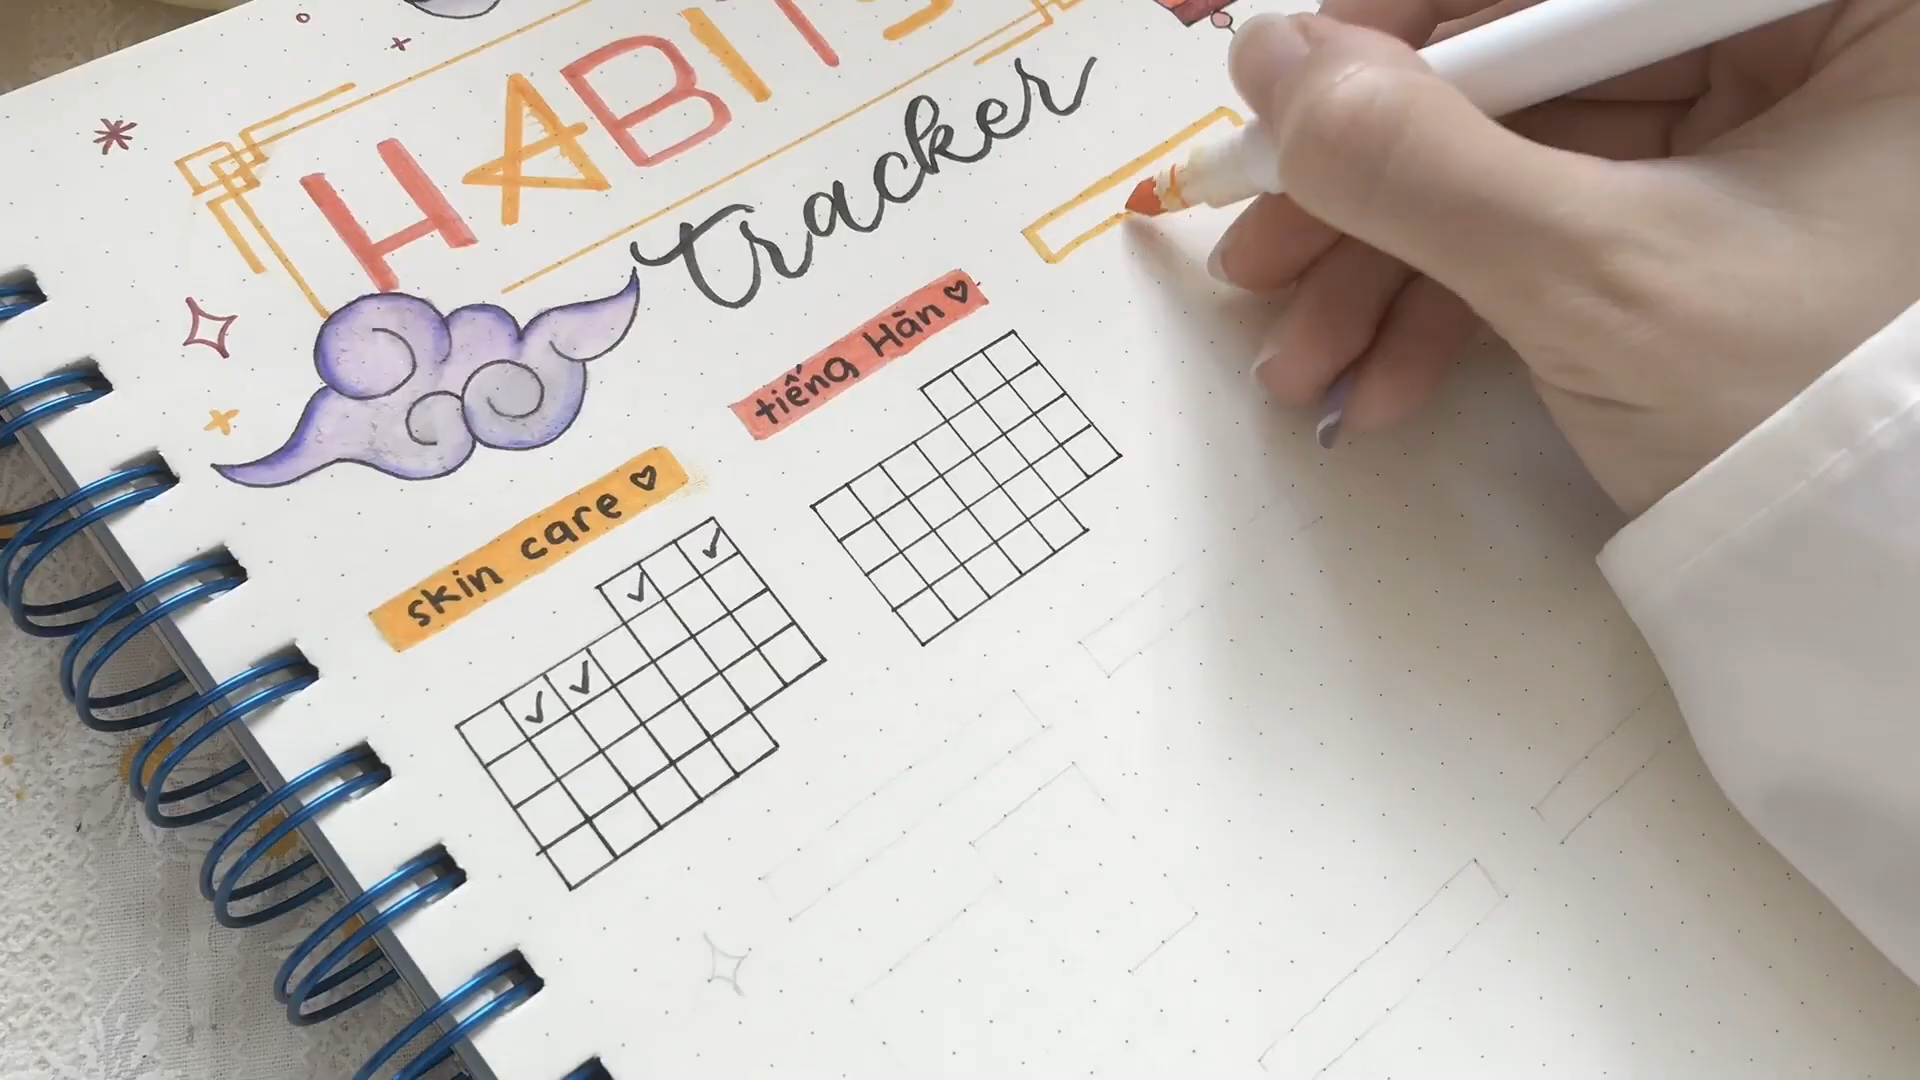 HABITS
tracker
skin care ♡
tiếng Hàn ♡